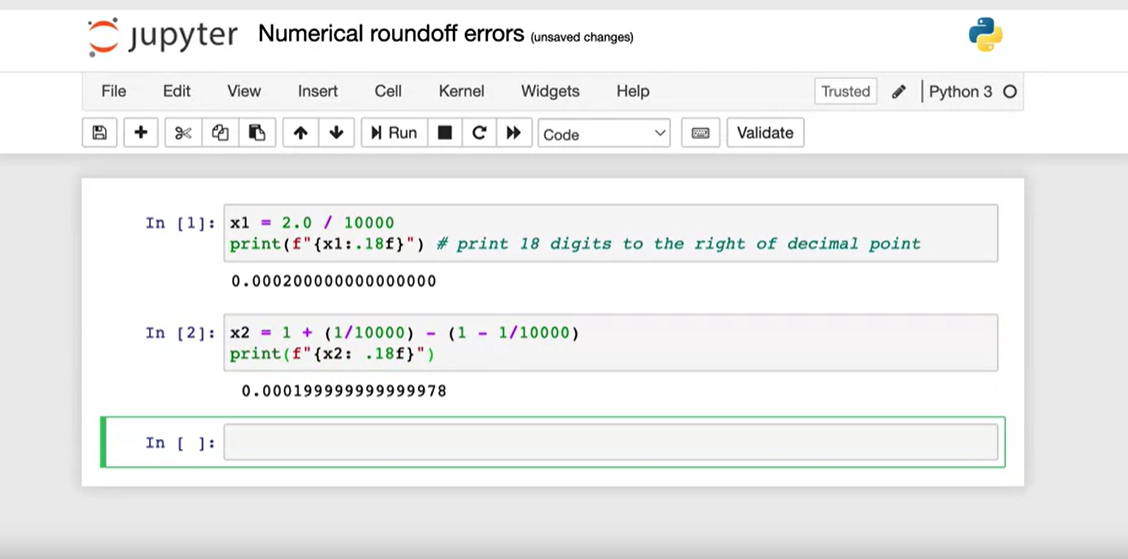 jupyter Numerical roundoff errors (unsaved changes)
File Edit View Insert Cell Kernel Widgets Help Trusted Python 3
Run Code Validate
In [1]: x1 = 2.0 / 10000
print(f"{x1:.18f}") # print 18 digits to the right of decimal point
0.000200000000000000
In [2]: x2 = 1 + (1/10000) - (1 - 1/10000)
print(f"{x2: .18f}")
0.000199999999999978
In [ ]: